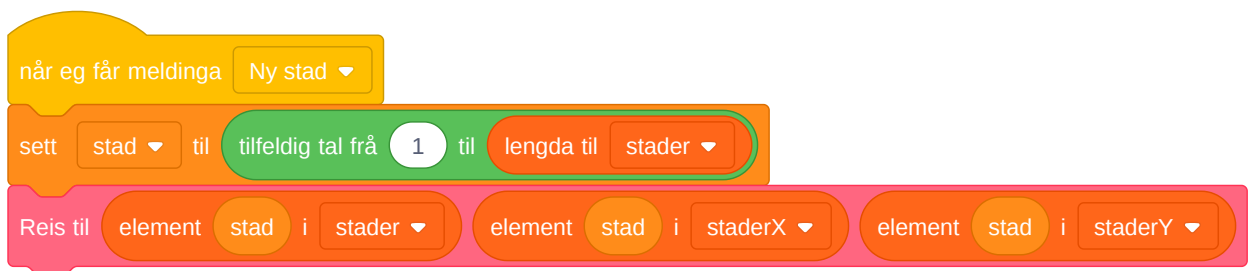 når eg får meldinga Ny stad
sett stad til tilfeldig tal frå 1 til lengda til stader
Reis til element stad i stader element stad i staderX element stad i staderY